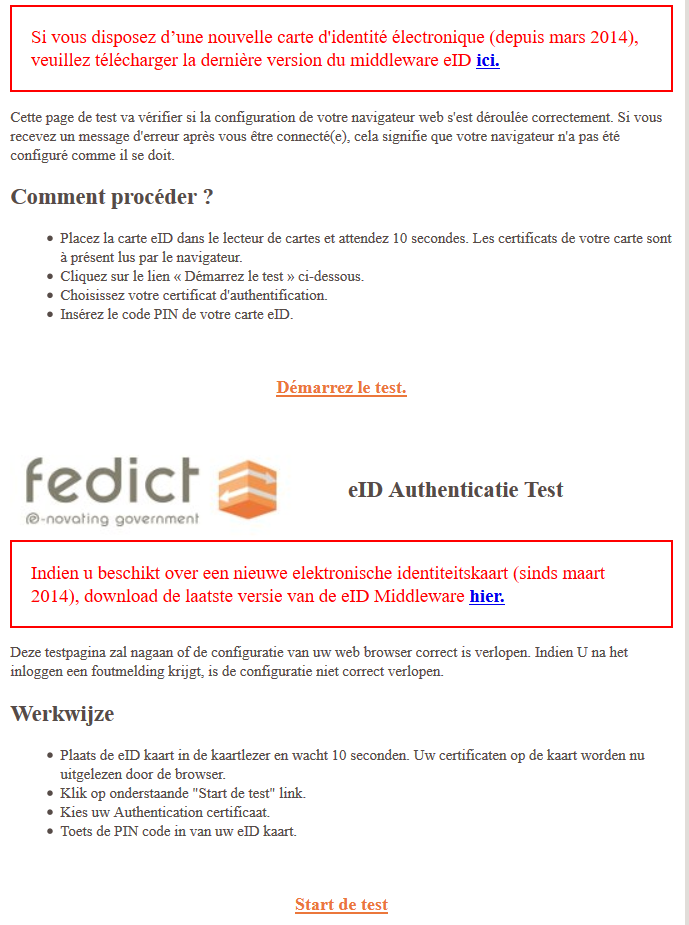 Si vous disposez d’une nouvelle carte d'identité électronique (depuis mars 2014),
veuillez télécharger la dernière version du middleware eID ici.
Cette page de test va vérifier si la configuration de votre navigateur web s'est déroulée correctement. Si vous
recevez un message d'erreur après vous être connecté(e), cela signifie que votre navigateur n'a pas été
configuré comme il se doit.
Comment procéder ?
• Placez la carte eID dans le lecteur de cartes et attendez 10 secondes. Les certificats de votre carte sont
à présent lus par le navigateur.
• Cliquez sur le lien « Démarrez le test » ci-dessous.
• Choisissez votre certificat d'authentification.
• Insérez le code PIN de votre carte eID.
Démarrez le test.
fedict
e-novating government
eID Authenticatie Test
Indien u beschikt over een nieuwe elektronische identiteitskaart (sinds maart
2014), download de laatste versie van de eID Middleware hier.
Deze testpagina zal nagaan of de configuratie van uw web browser correct is verlopen. Indien U na het
inloggen een foutmelding krijgt, is de configuratie niet correct verlopen.
Werkwijze
• Plaats de eID kaart in de kaartlezer en wacht 10 seconden. Uw certificaten op de kaart worden nu
uitgelezen door de browser.
• Klik op onderstaande "Start de test" link.
• Kies uw Authentication certificaat.
• Toets de PIN code in van uw eID kaart.
Start de test